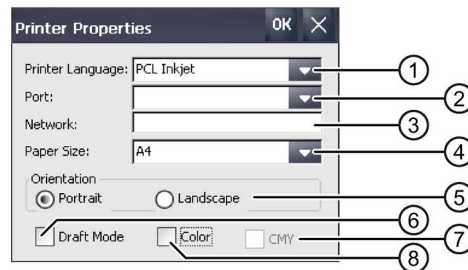 Printer Properties OK
Printer Language: PCL Inkjet 1
Port: 2
Network: 3
Paper Size: A4 4
Orientation
Portrait Landscape 5
6
Draft Mode Color CMY 7
8